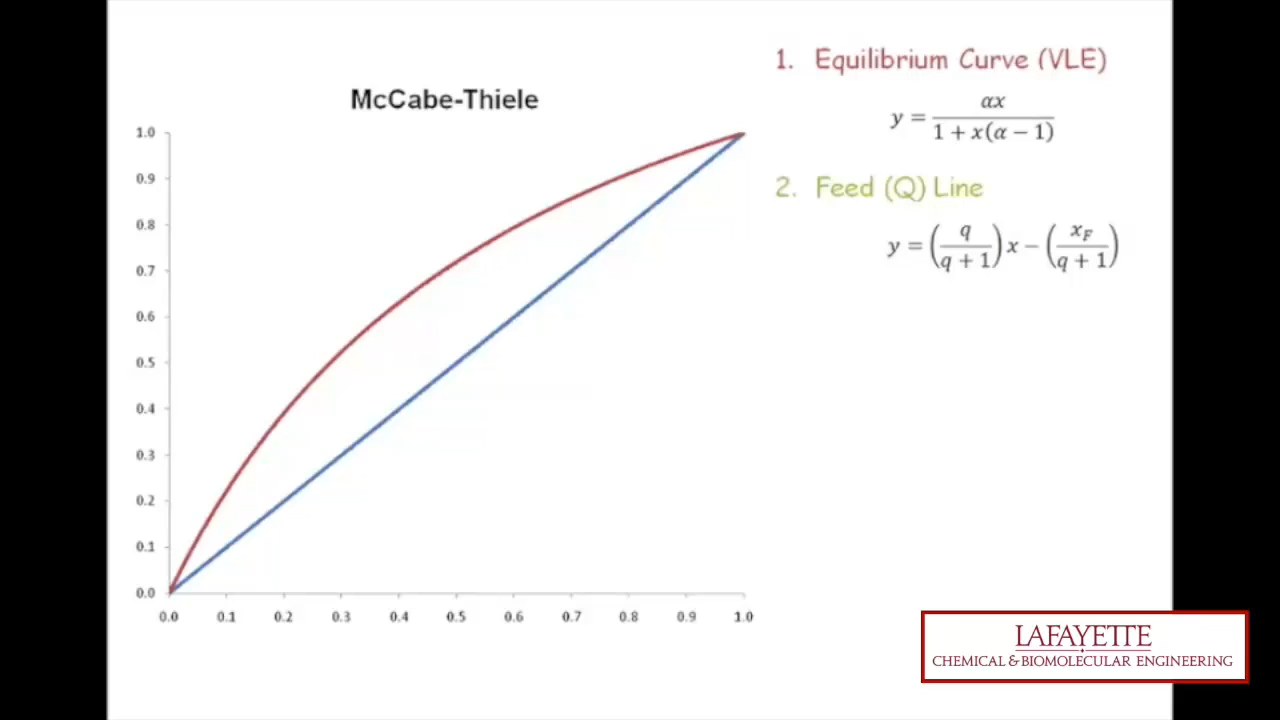 McCabe-Thiele
1.0
0.9
0.8
0.7
0.6
0.5
0.4
0.3
0.2
0.1
0.0
0.0 0.1 0.2 0.3 0.4 0.5 0.6 0.7 0.8 0.9 1.0
1. Equilibrium Curve (VLE)
y = αx / 1 + x(α − 1)
2. Feed (Q) Line
y = (q / q + 1) x − (x_F / q + 1)
LAFAYETTE
CHEMICAL & BIOMOLECULAR ENGINEERING